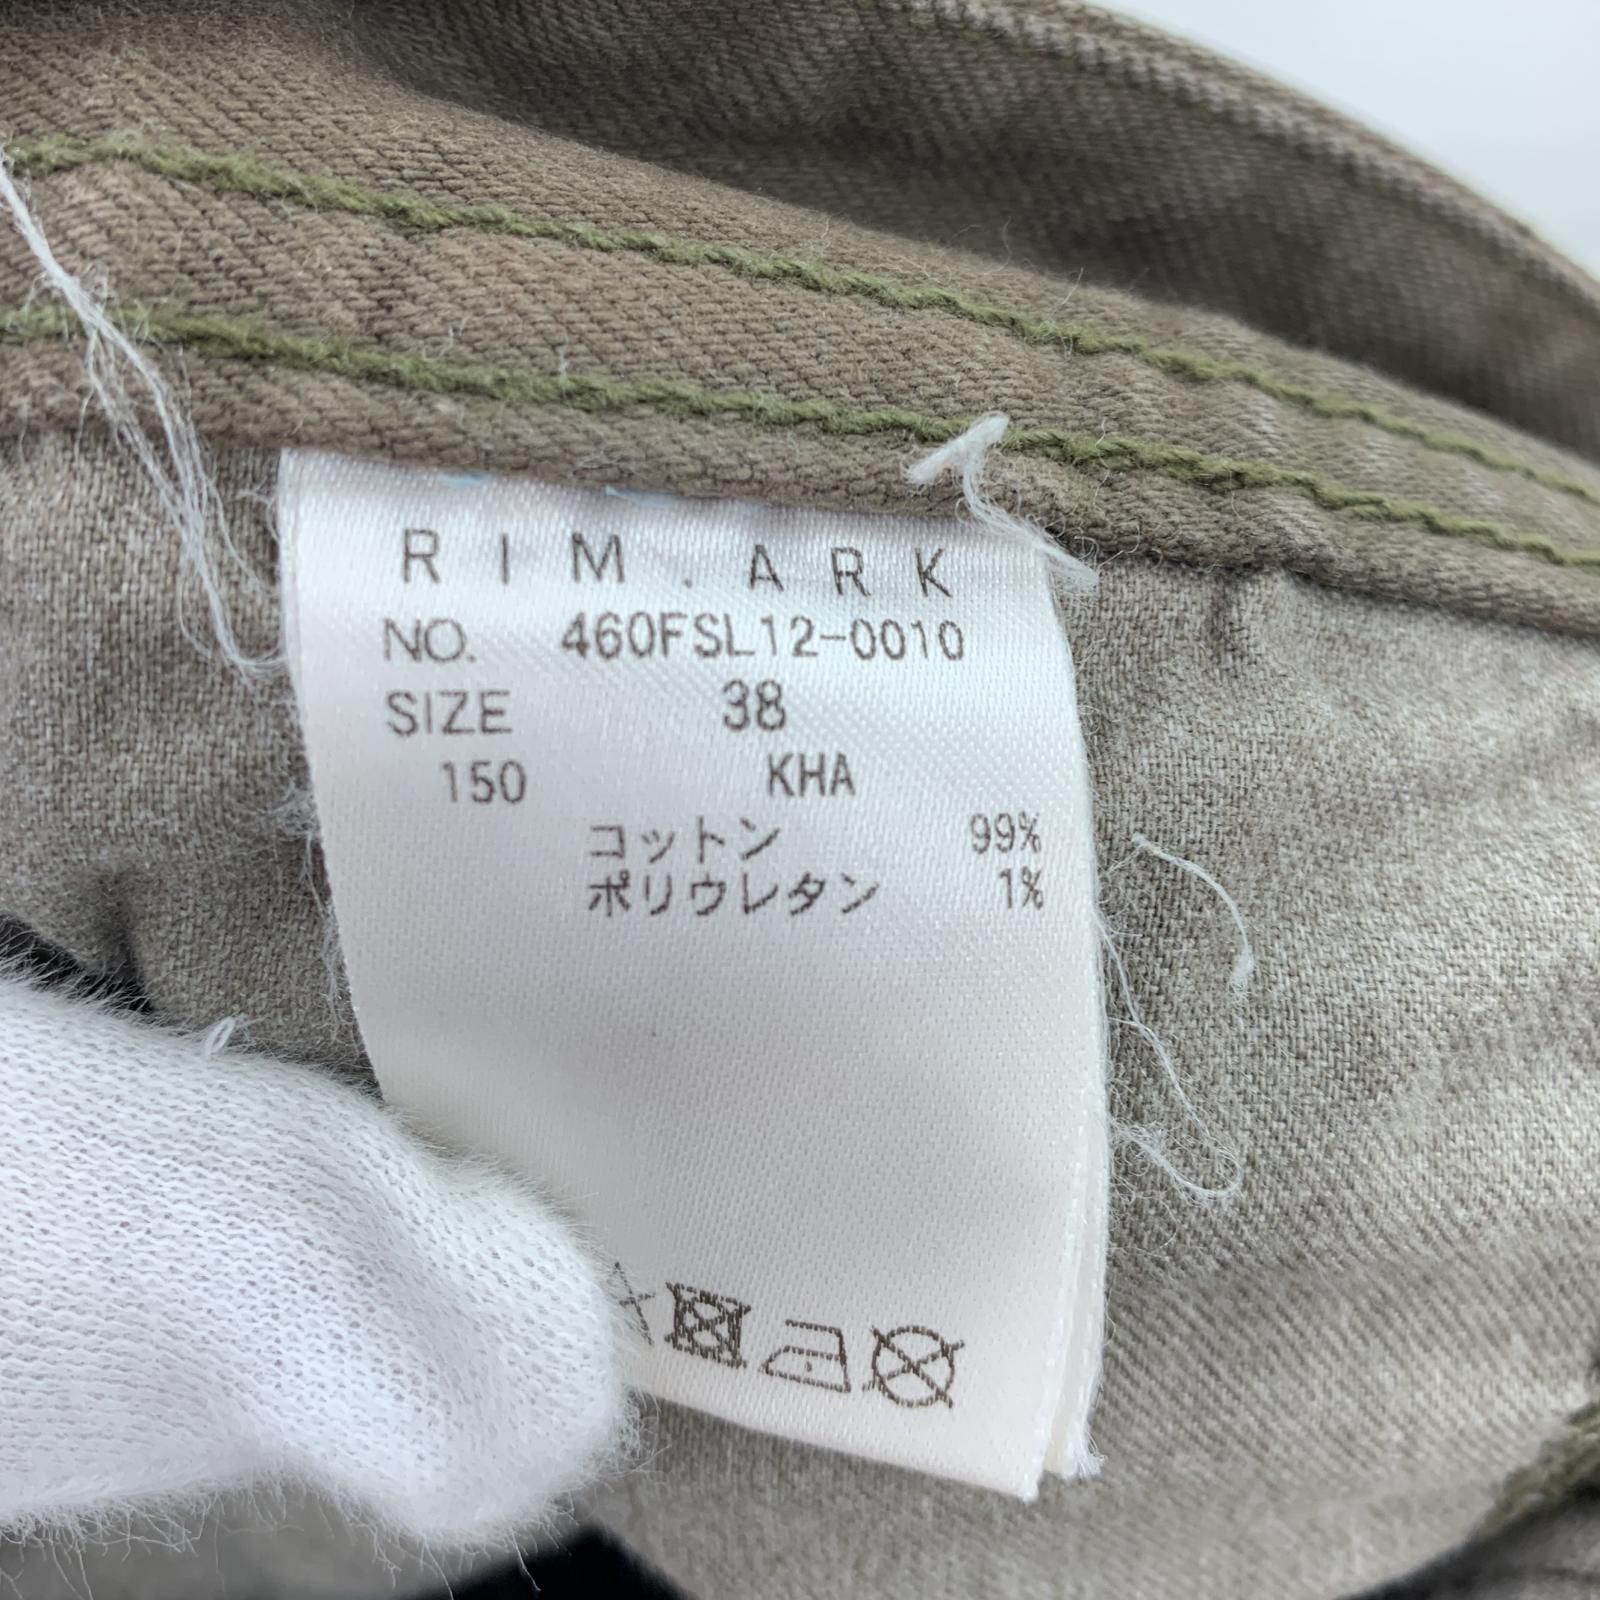 RIM.ARK
NO. 460FSL12-0010
SIZE 38
150 KHA
コットン 99%
ポリウレタン 1%